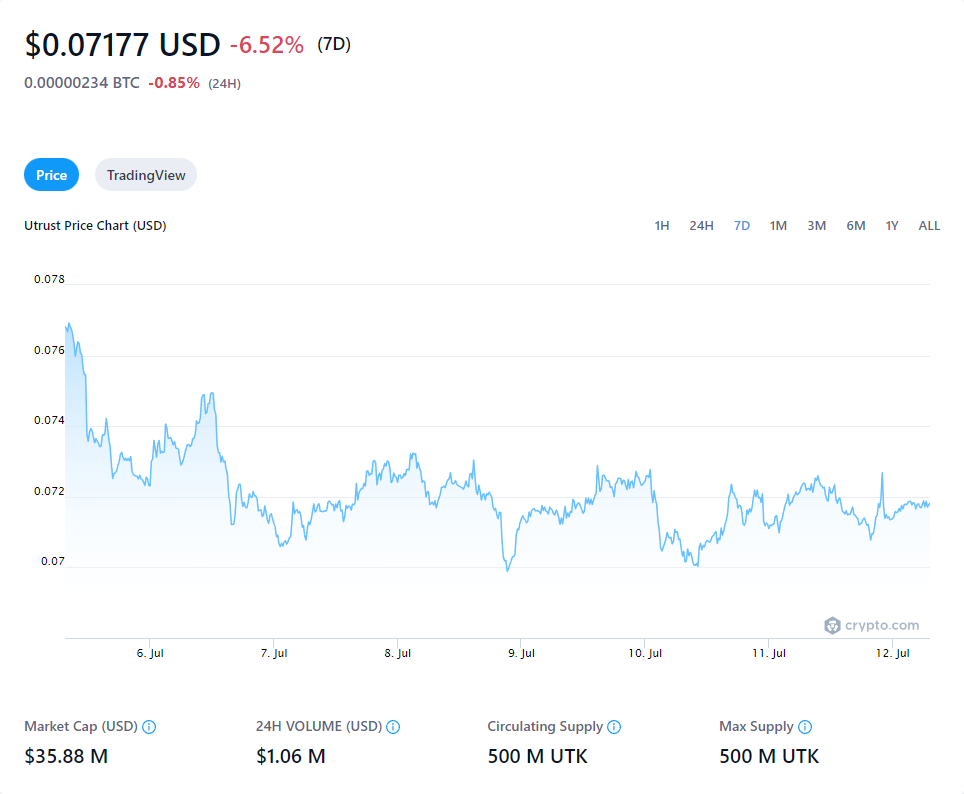 $0.07177 USD -6.52% (7D)
0.00000234 BTC -0.85% (24H)
Price TradingView
Utrust Price Chart (USD) 1H 24H 7D 1M 3M 6M 1Y ALL
0.078
0.076
0.074
0.072
0.07
crypto.com
6. Jul 7. Jul 8. Jul 9. Jul 10. Jul 11. Jul 12. Jul
Market Cap (USD) 24H VOLUME (USD) Circulating Supply Max Supply
$35.88 M $1.06 M 500 M UTK 500 M UTK